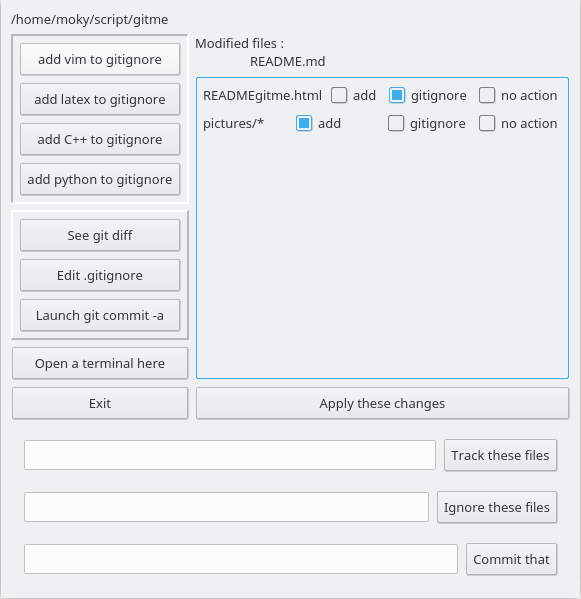 /home/moky/script/gitme
add vim to gitignore
add latex to gitignore
add C++ to gitignore
add python to gitignore
See git diff
Edit .gitignore
Launch git commit -a
Open a terminal here
Exit
Modified files :
README.md
READMEgitme.html add gitignore no action
pictures/* add gitignore no action
Apply these changes
Track these files
Ignore these files
Commit that